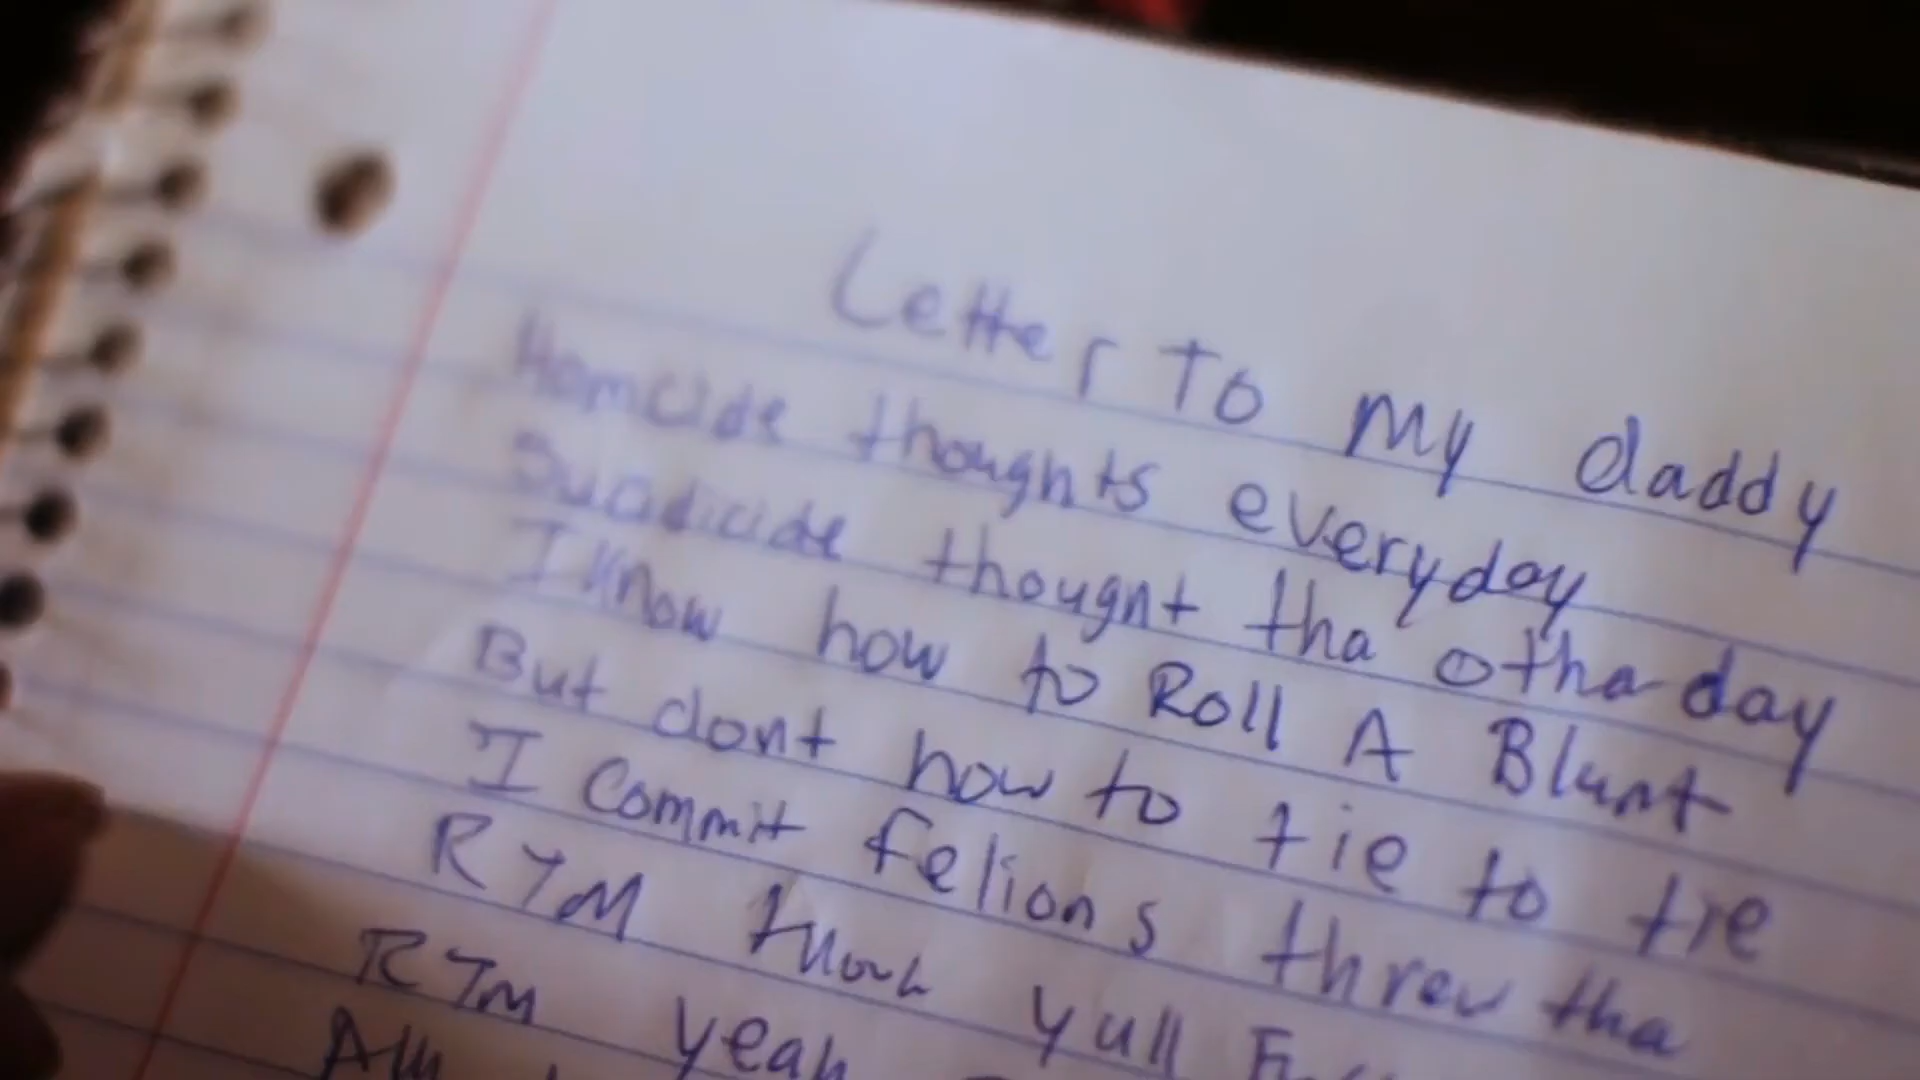 Letter To My daddy
Homcide thoughts everyday
Suadicide thougnt tha otha day
I know how to Roll A Blunt
But dont how to tie to tie
I Commit felions threw tha
RYM yull
RYM yeah